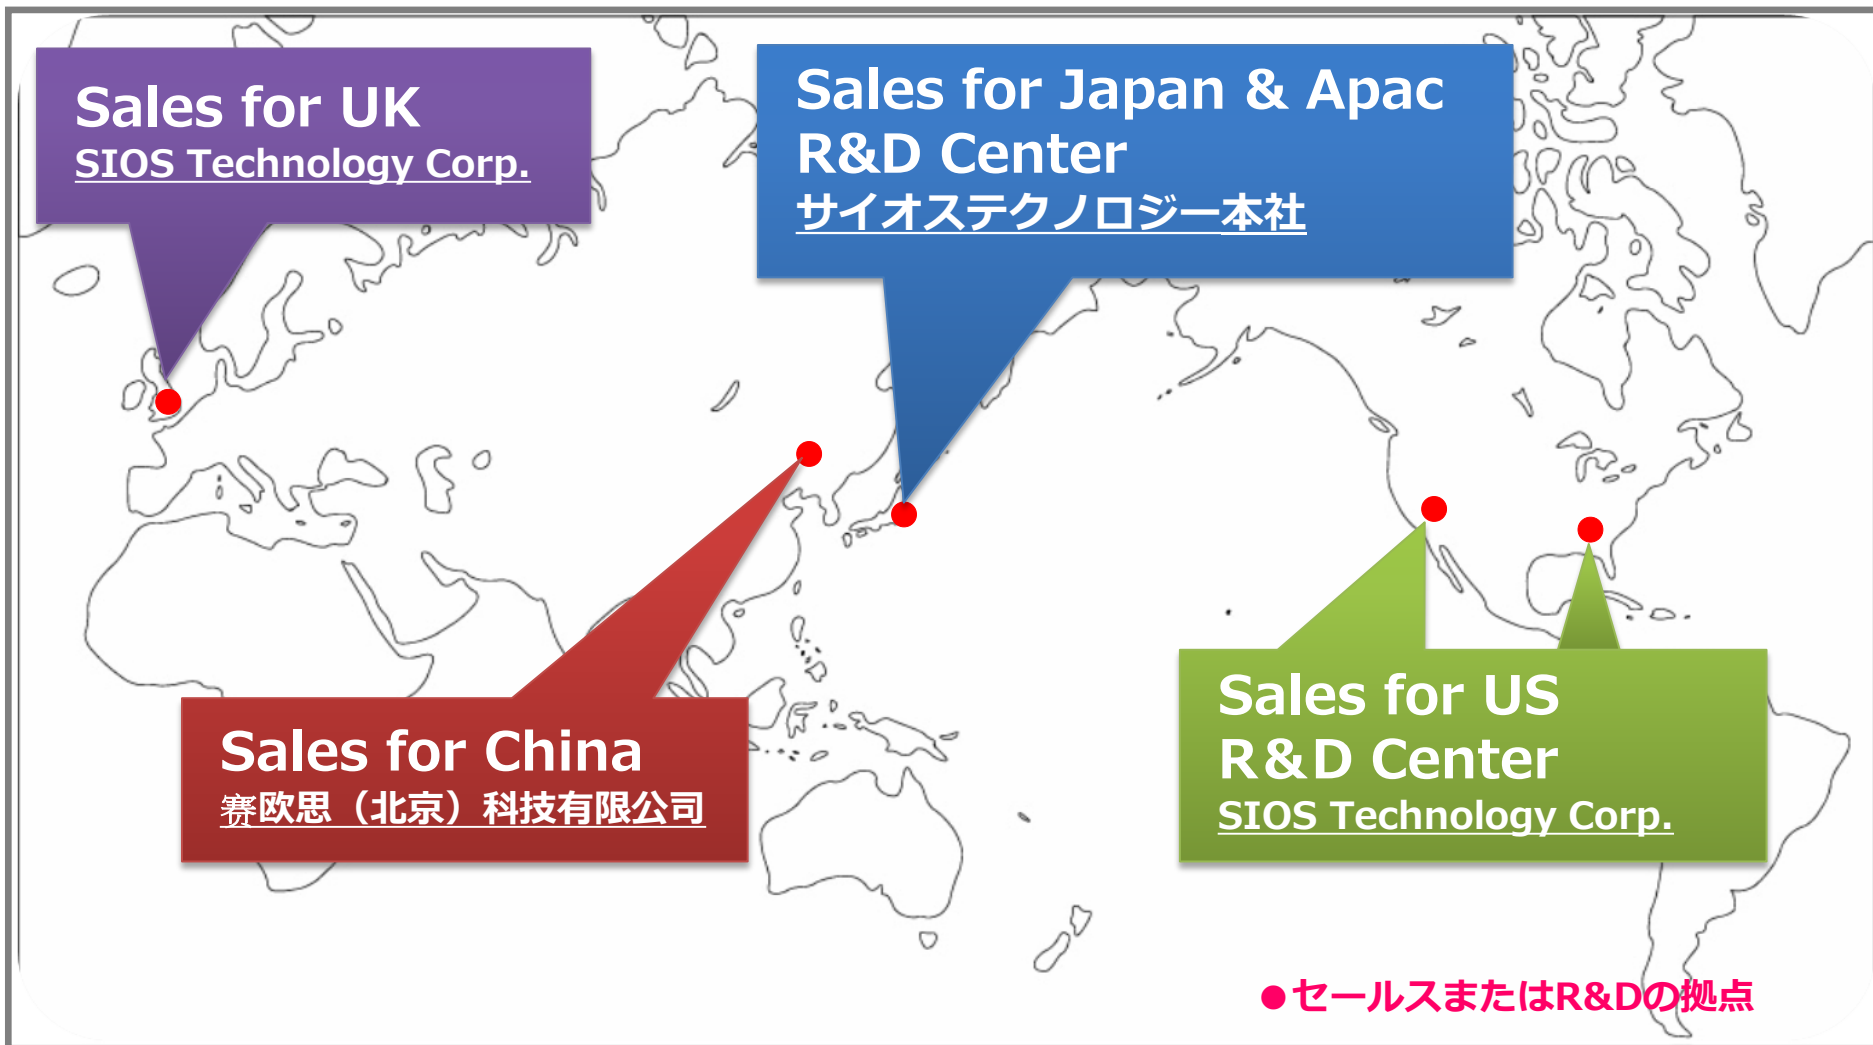 Sales for UK
SIOS Technology Corp.
Sales for Japan & Apac
R&D Center
サイオステクノロジー本社
Sales for China
赛欧思（北京）科技有限公司
Sales for US
R&D Center
SIOS Technology Corp.
●セールスまたはR&Dの拠点